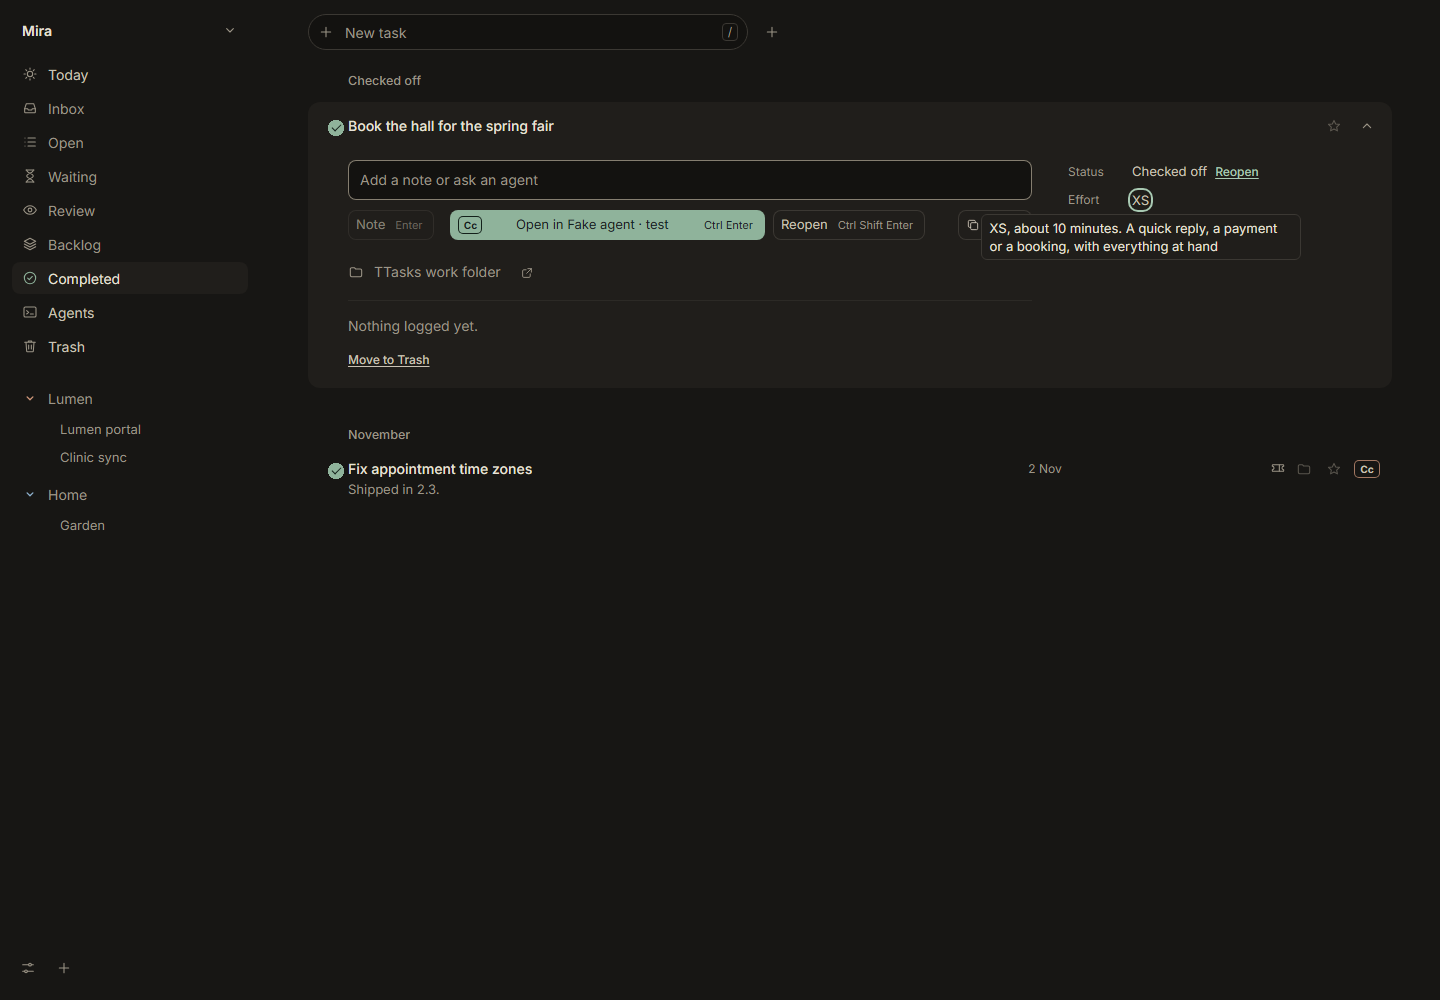 Mira
New task /
Today
Inbox
Open
Waiting
Review
Backlog
Completed
Agents
Trash
Lumen
Lumen portal
Clinic sync
Home
Garden
Checked off
Book the hall for the spring fair
Add a note or ask an agent
Note Enter
Cc Open in Fake agent · test Ctrl Enter
Reopen Ctrl Shift Enter
Status Checked off Reopen
Effort XS
XS, about 10 minutes. A quick reply, a payment
or a booking, with everything at hand
TTasks work folder
Nothing logged yet.
Move to Trash
November
Fix appointment time zones 2 Nov Cc
Shipped in 2.3.